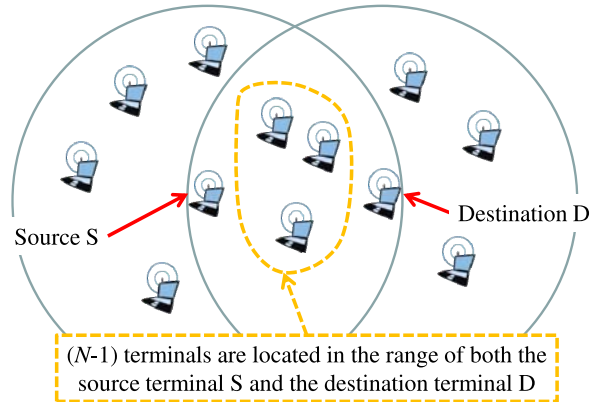 Source S
Destination D
(N-1) terminals are located in the range of both the
source terminal S and the destination terminal D